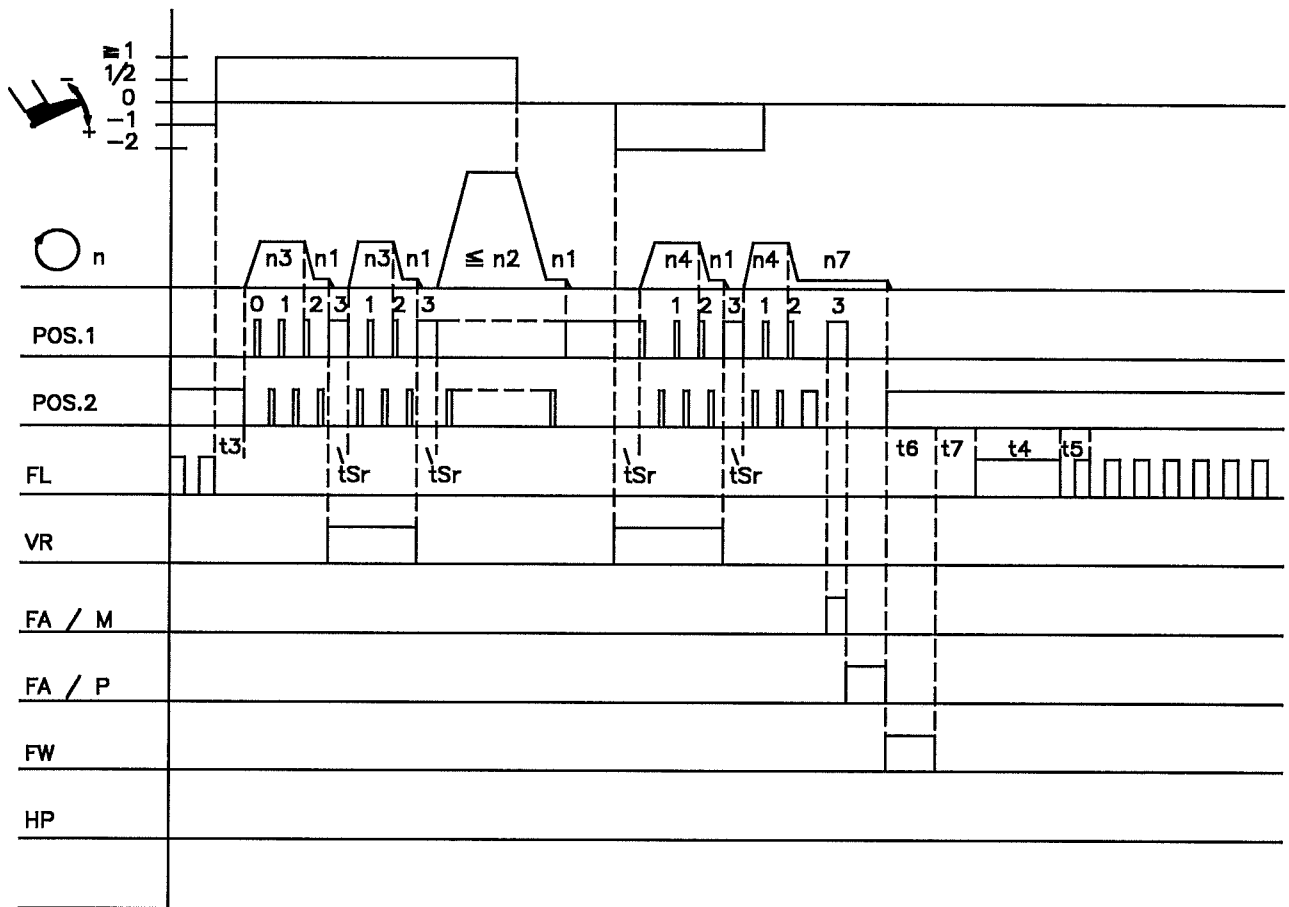 ≧ 1
1/2
0
−1
−2
−
+
n
n3 n1 n3 n1 ≦ n2 n1 n4 n1 n4 n7
0 1 2 3 1 2 3 1 2 3 1 2 3
POS.1
POS.2
t3 t6 t7 t4 t5
tSr tSr tSr tSr
FL
VR
FA / M
FA / P
FW
HP